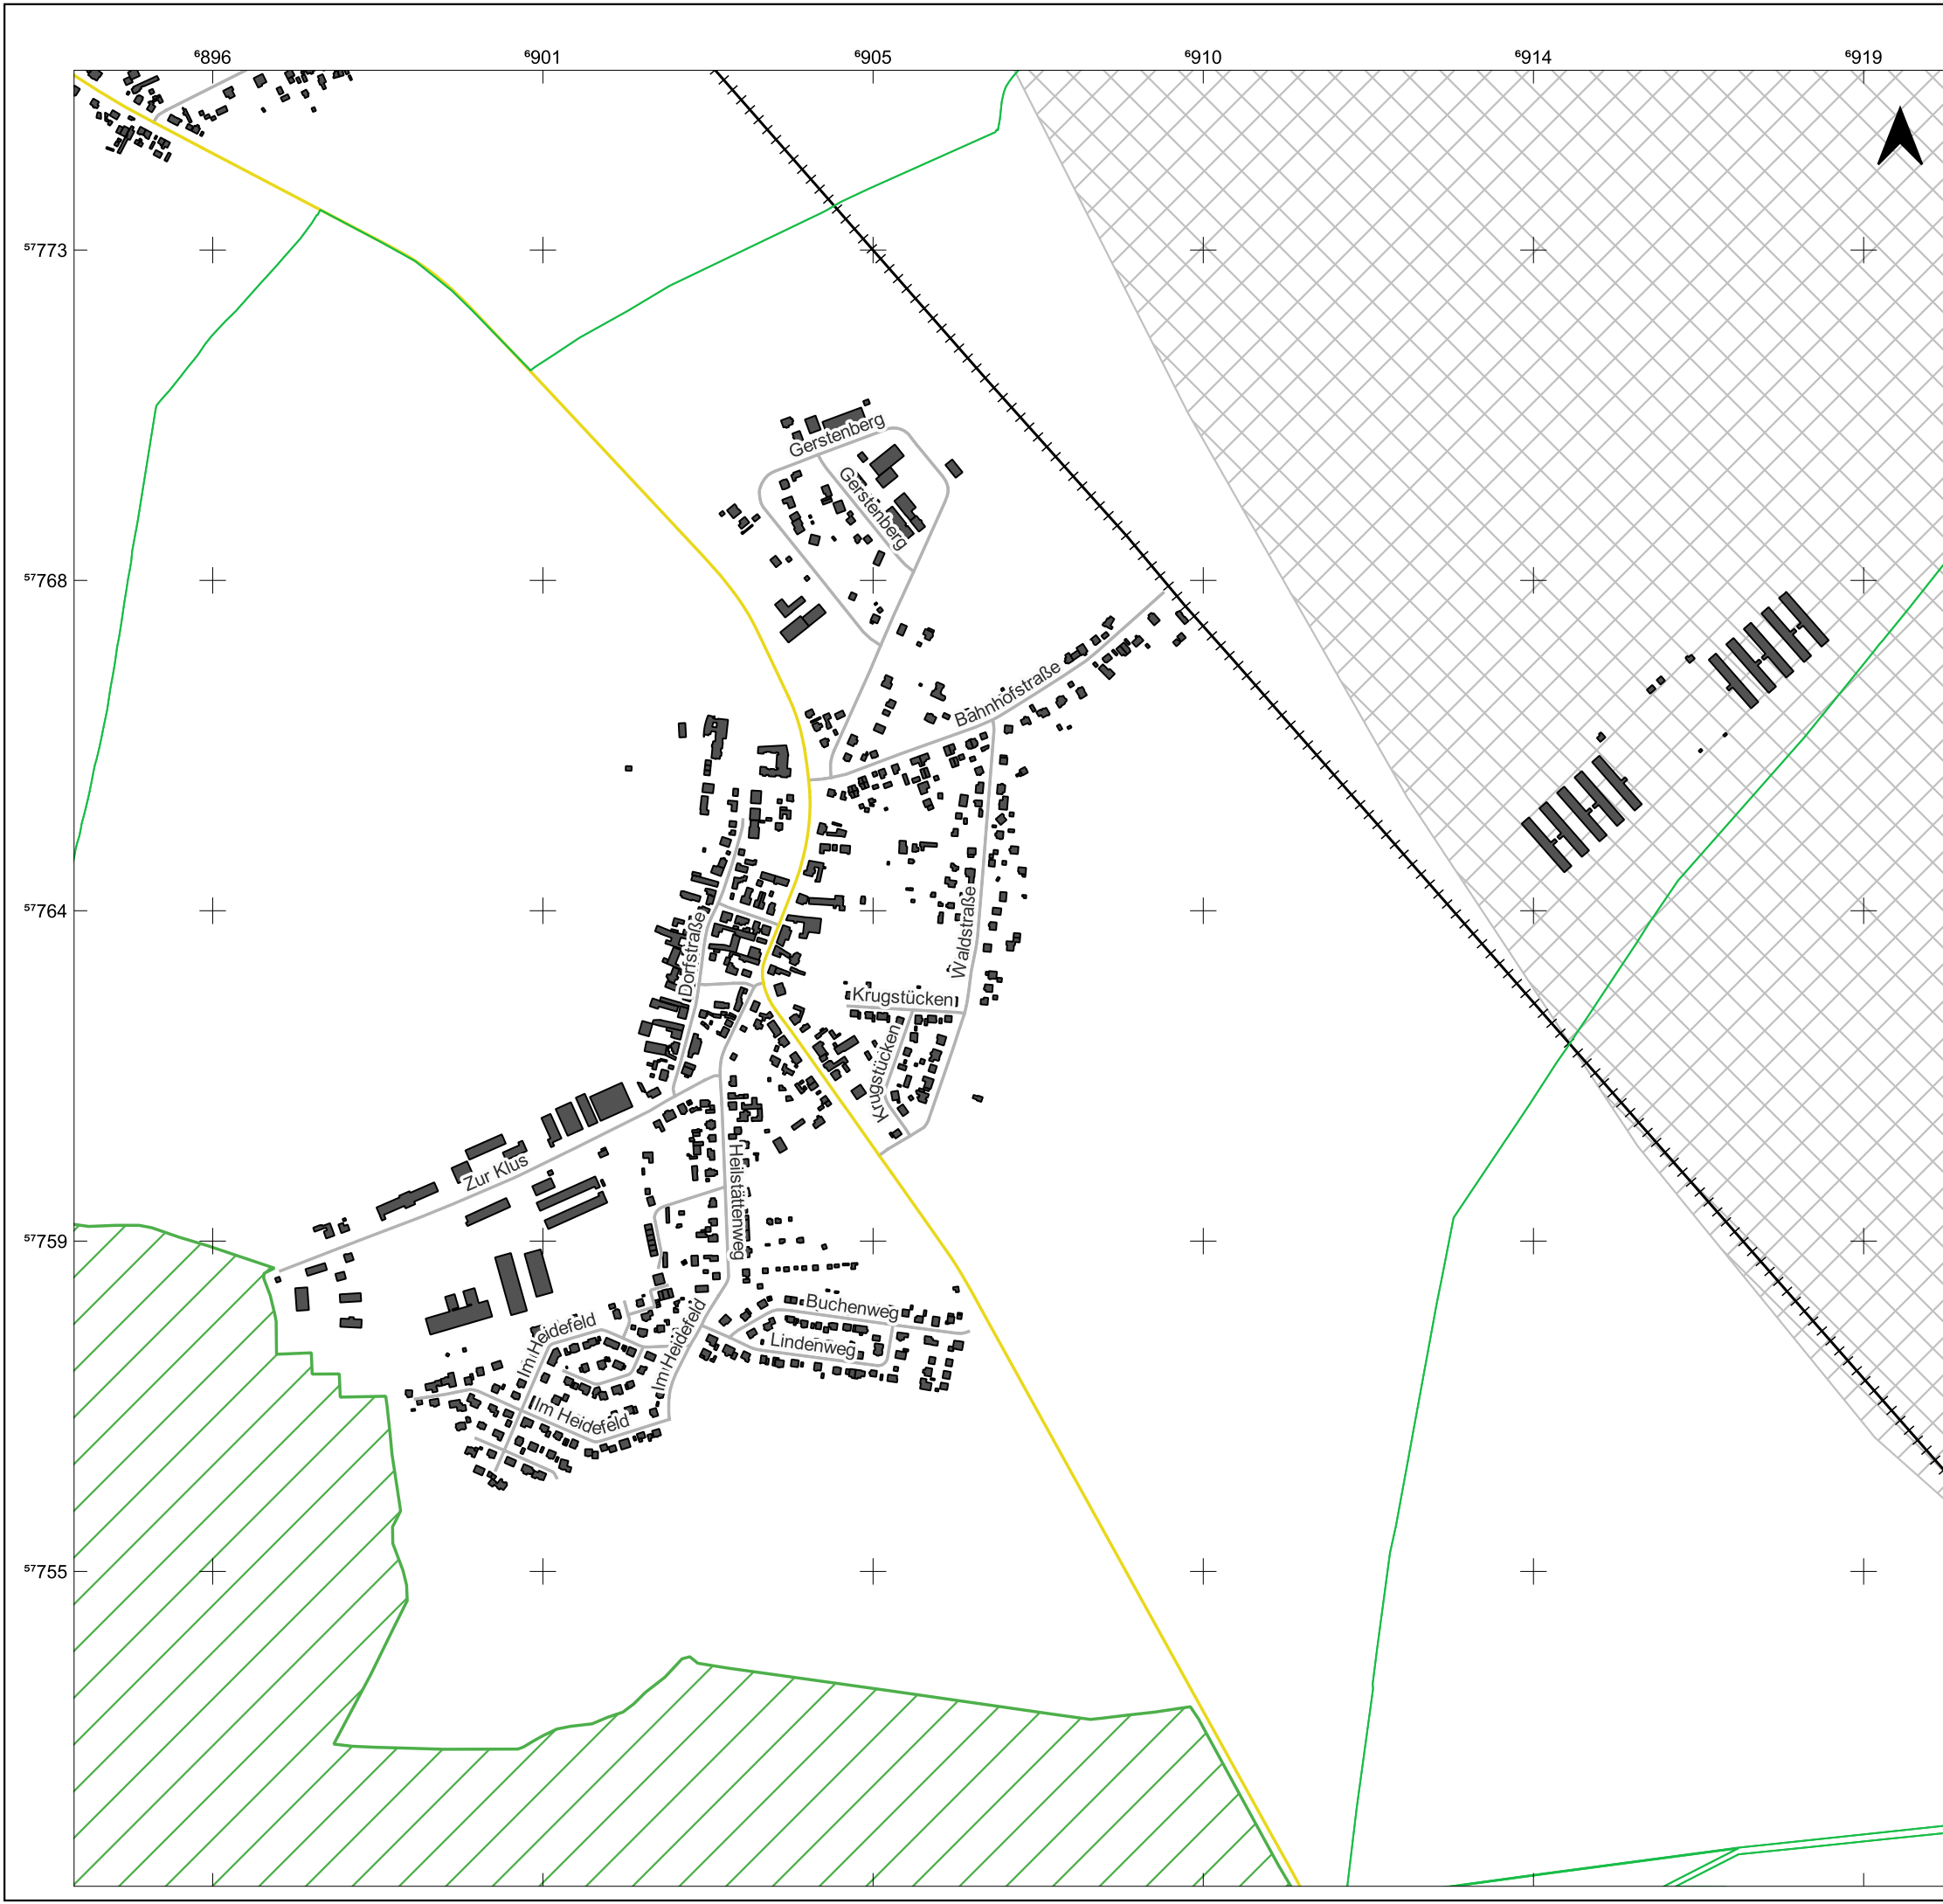 ⁶896 ⁶901 ⁶905 ⁶910 ⁶914 ⁶919
⁵⁷773
Gerstenberg
Gerstenberg
⁵⁷768
Bahnhofstraße
⁵⁷764
Dorfstraße
Waldstraße
Krugstücken
Krugstücken
Zur Klus
Heilstättenweg
⁵⁷759
Buchenweg
Im Heidefeld
Im Heidefeld
Lindenweg
Im Heidefeld
⁵⁷755